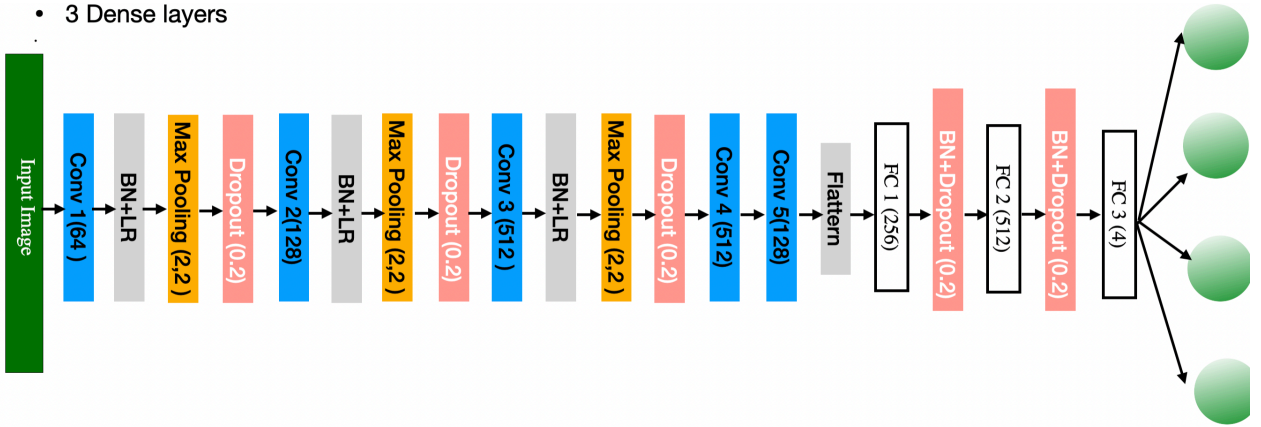 • 3 Dense layers
.
Input Image
Conv 1(64 )
BN+LR
Max Pooling (2,2 )
Dropout (0.2)
Conv 2(128)
BN+LR
Max Pooling (2,2 )
Dropout (0.2)
Conv 3 (512 )
BN+LR
Max Pooling (2,2 )
Dropout (0.2)
Conv 4 (512)
Conv 5(128)
Flattern
FC 1 (256)
BN+Dropout (0.2)
FC 2 (512)
BN+Dropout (0.2)
FC 3 (4)